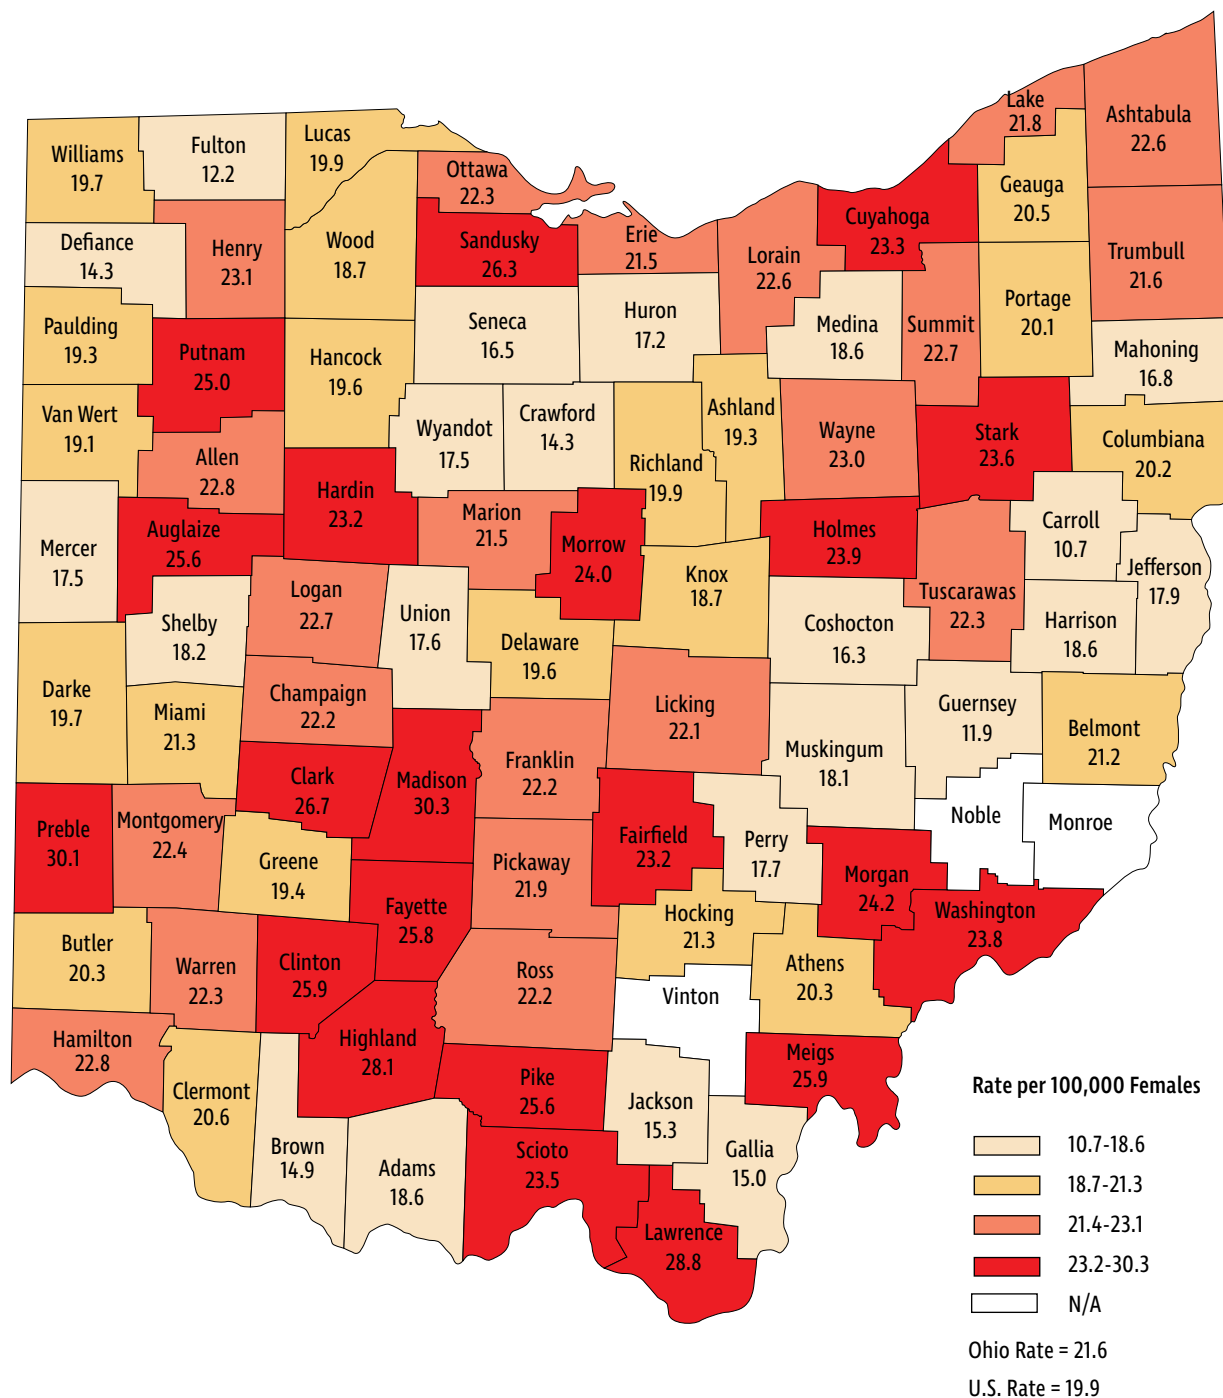 Lake
21.8
Ashtabula
22.6
Williams
19.7
Fulton
12.2
Lucas
19.9
Ottawa
22.3
Geauga
20.5
Cuyahoga
23.3
Defiance
14.3
Henry
23.1
Wood
18.7
Sandusky
26.3
Erie
21.5
Lorain
22.6
Trumbull
21.6
Paulding
19.3
Putnam
25.0
Hancock
19.6
Seneca
16.5
Huron
17.2
Medina
18.6
Summit
22.7
Portage
20.1
Mahoning
16.8
Van Wert
19.1
Allen
22.8
Wyandot
17.5
Crawford
14.3
Richland
19.9
Ashland
19.3
Wayne
23.0
Stark
23.6
Columbiana
20.2
Mercer
17.5
Auglaize
25.6
Hardin
23.2
Marion
21.5
Morrow
24.0
Holmes
23.9
Carroll
10.7
Jefferson
17.9
Shelby
18.2
Logan
22.7
Union
17.6
Knox
18.7
Coshocton
16.3
Tuscarawas
22.3
Harrison
18.6
Delaware
19.6
Darke
19.7
Miami
21.3
Champaign
22.2
Licking
22.1
Muskingum
18.1
Guernsey
11.9
Belmont
21.2
Clark
26.7
Madison
30.3
Franklin
22.2
Preble
30.1
Montgomery
22.4
Greene
19.4
Fairfield
23.2
Perry
17.7
Noble
Monroe
Pickaway
21.9
Morgan
24.2
Washington
23.8
Fayette
25.8
Hocking
21.3
Butler
20.3
Warren
22.3
Clinton
25.9
Ross
22.2
Athens
20.3
Vinton
Hamilton
22.8
Highland
28.1
Meigs
25.9
Clermont
20.6
Pike
25.6
Jackson
15.3
Brown
14.9
Adams
18.6
Scioto
23.5
Gallia
15.0
Lawrence
28.8
Rate per 100,000 Females
10.7-18.6
18.7-21.3
21.4-23.1
23.2-30.3
N/A
Ohio Rate = 21.6
U.S. Rate = 19.9